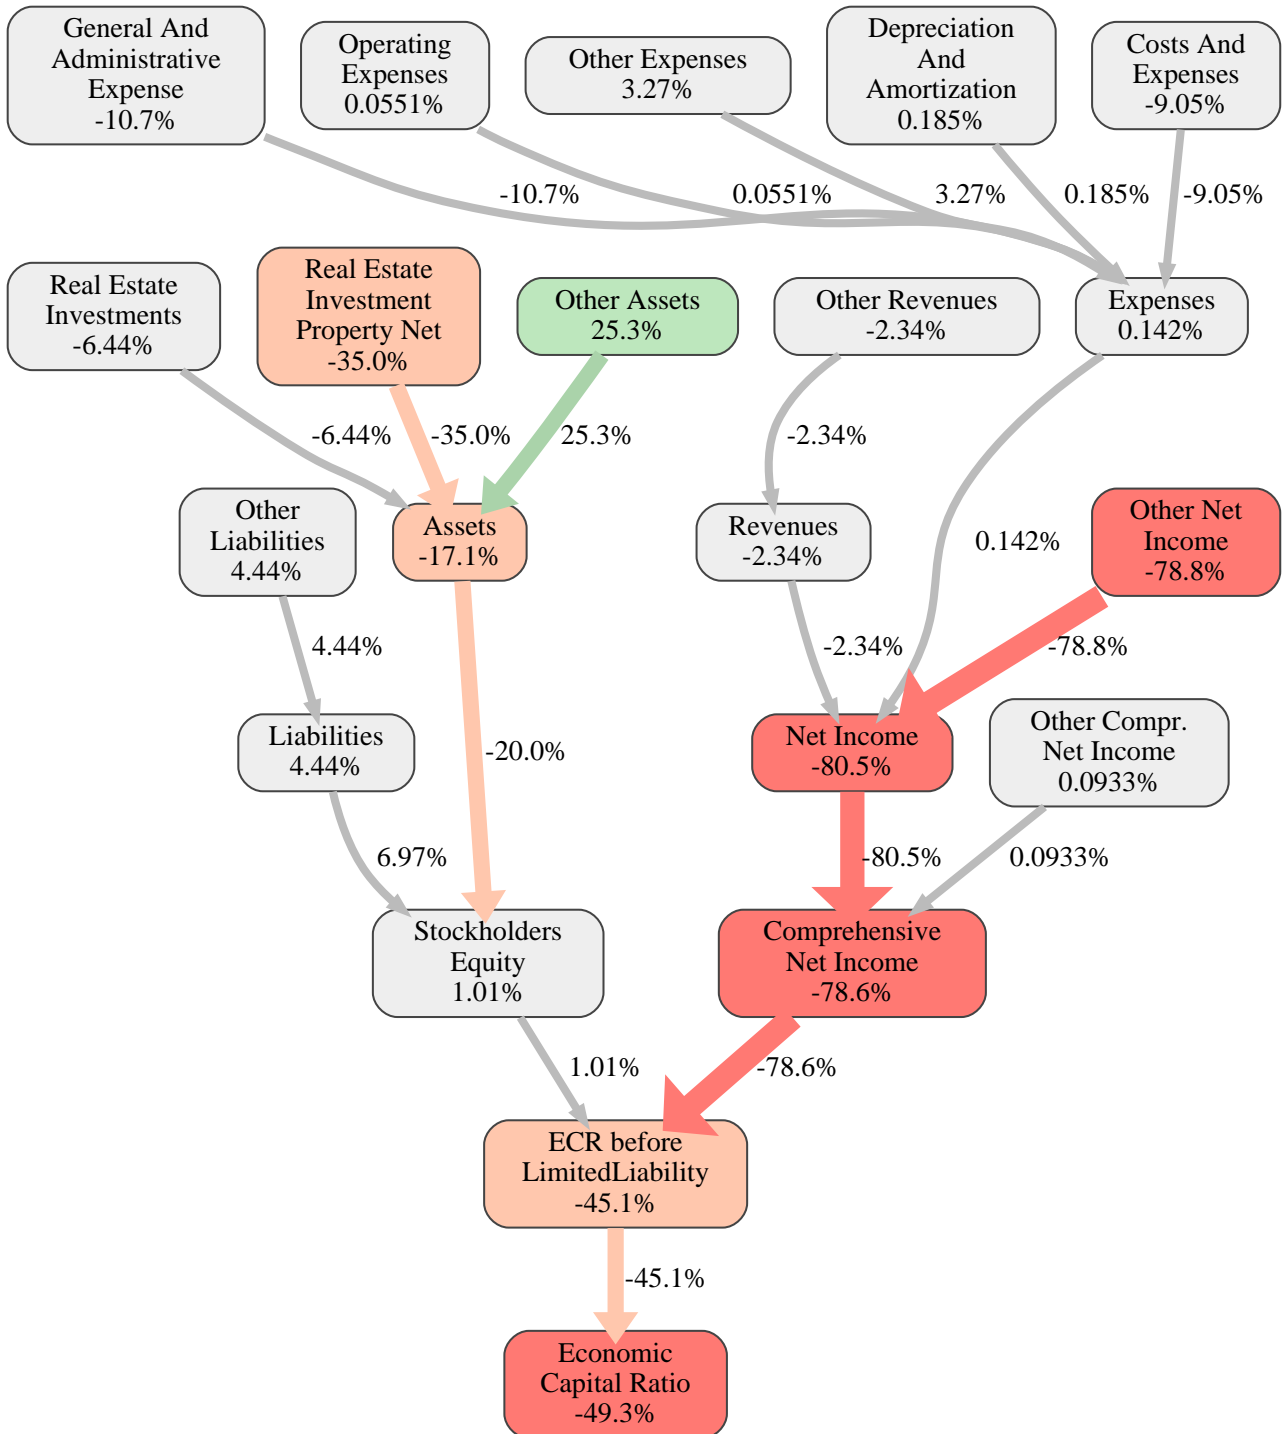 General And
Administrative
Expense
-10.7%
Operating
Expenses
0.0551%
Other Expenses
3.27%
Depreciation
And
Amortization
0.185%
Costs And
Expenses
-9.05%
-10.7%
0.0551%
3.27%
0.185%
-9.05%
Real Estate
Investments
-6.44%
Real Estate
Investment
Property Net
-35.0%
Other Assets
25.3%
Other Revenues
-2.34%
Expenses
0.142%
-6.44%
-35.0%
25.3%
-2.34%
Other
Liabilities
4.44%
Assets
-17.1%
Revenues
-2.34%
0.142%
Other Net
Income
-78.8%
4.44%
-2.34%
-78.8%
Liabilities
4.44%
-20.0%
Net Income
-80.5%
Other Compr.
Net Income
0.0933%
6.97%
-80.5%
0.0933%
Stockholders
Equity
1.01%
Comprehensive
Net Income
-78.6%
1.01%
-78.6%
ECR before
LimitedLiability
-45.1%
-45.1%
Economic
Capital Ratio
-49.3%